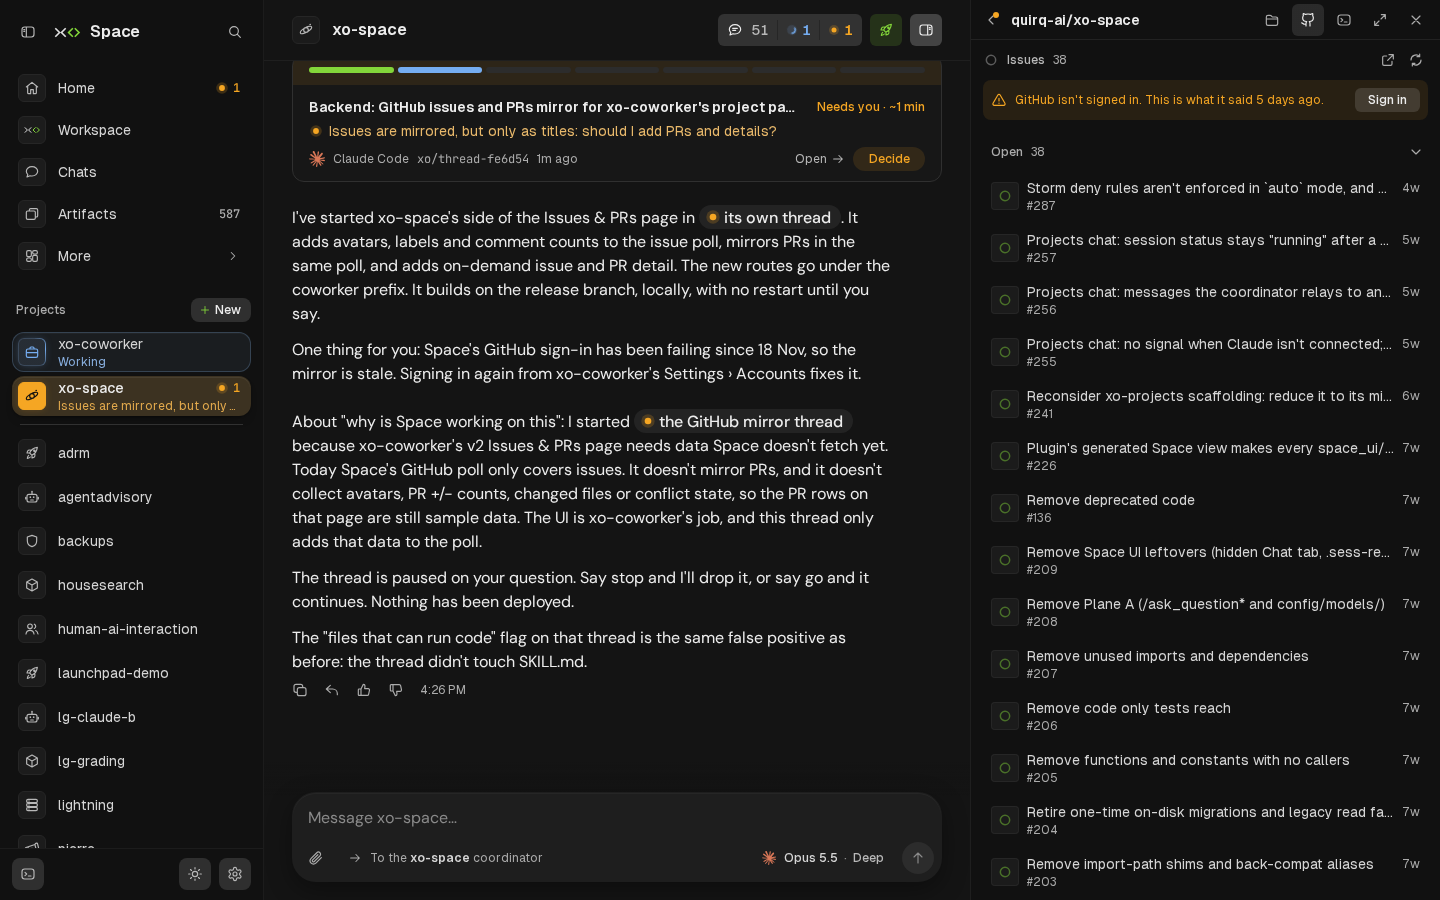 Space
Home
1
Workspace
Chats
Artifacts
587
More
Projects
New
xo-coworker
Working
xo-space
1
Issues are mirrored, but only ...
adrm
agentadvisory
backups
housesearch
human-ai-interaction
launchpad-demo
lg-claude-b
lg-grading
lightning
xo-space
51
1
1
Backend: GitHub issues and PRs mirror for xo-coworker's project pa...
Needs you · ~1 min
Issues are mirrored, but only as titles: should I add PRs and details?
Claude Code xo/thread-fe6d54 1m ago
Open →
Decide
I've started xo-space's side of the Issues & PRs page in its own thread. It
adds avatars, labels and comment counts to the issue poll, mirrors PRs in the
same poll, and adds on-demand issue and PR detail. The new routes go under the
coworker prefix. It builds on the release branch, locally, with no restart until you
say.
One thing for you: Space's GitHub sign-in has been failing since 18 Nov, so the
mirror is stale. Signing in again from xo-coworker's Settings › Accounts fixes it.
About "why is Space working on this": I started the GitHub mirror thread
because xo-coworker's v2 Issues & PRs page needs data Space doesn't fetch yet.
Today Space's GitHub poll only covers issues. It doesn't mirror PRs, and it doesn't
collect avatars, PR +/- counts, changed files or conflict state, so the PR rows on
that page are still sample data. The UI is xo-coworker's job, and this thread only
adds that data to the poll.
The thread is paused on your question. Say stop and I'll drop it, or say go and it
continues. Nothing has been deployed.
The "files that can run code" flag on that thread is the same false positive as
before: the thread didn't touch SKILL.md.
4:26 PM
Message xo-space...
→ To the xo-space coordinator
Opus 5.5 · Deep
quirq-ai/xo-space
Issues 38
GitHub isn't signed in. This is what it said 5 days ago.
Sign in
Open 38
Storm deny rules aren't enforced in `auto` mode, and ...
4w
#287
Projects chat: session status stays "running" after a ...
5w
#257
Projects chat: messages the coordinator relays to an...
5w
#256
Projects chat: no signal when Claude isn't connected;...
5w
#255
Reconsider xo-projects scaffolding: reduce it to its mi...
6w
#241
Plugin's generated Space view makes every space_ui/...
7w
#226
Remove deprecated code
7w
#136
Remove Space UI leftovers (hidden Chat tab, .sess-re...
7w
#209
Remove Plane A (/ask_question* and config/models/)
7w
#208
Remove unused imports and dependencies
7w
#207
Remove code only tests reach
7w
#206
Remove functions and constants with no callers
7w
#205
Retire one-time on-disk migrations and legacy read fa...
7w
#204
Remove import-path shims and back-compat aliases
7w
#203